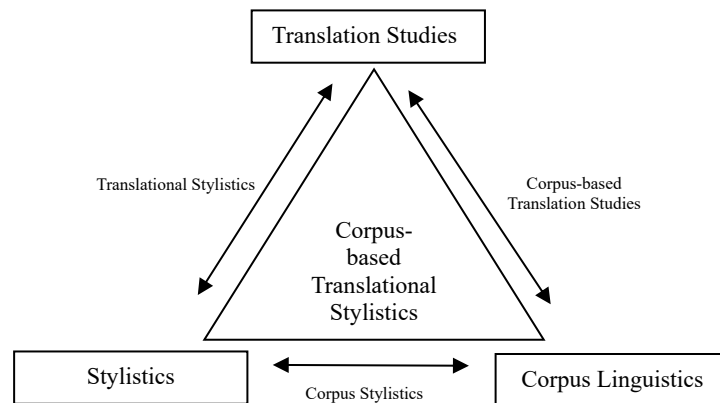 Translation Studies
Translational Stylistics
Corpus-based
Translation Studies
Corpus-
based
Translational
Stylistics
Stylistics
Corpus Linguistics
Corpus Stylistics